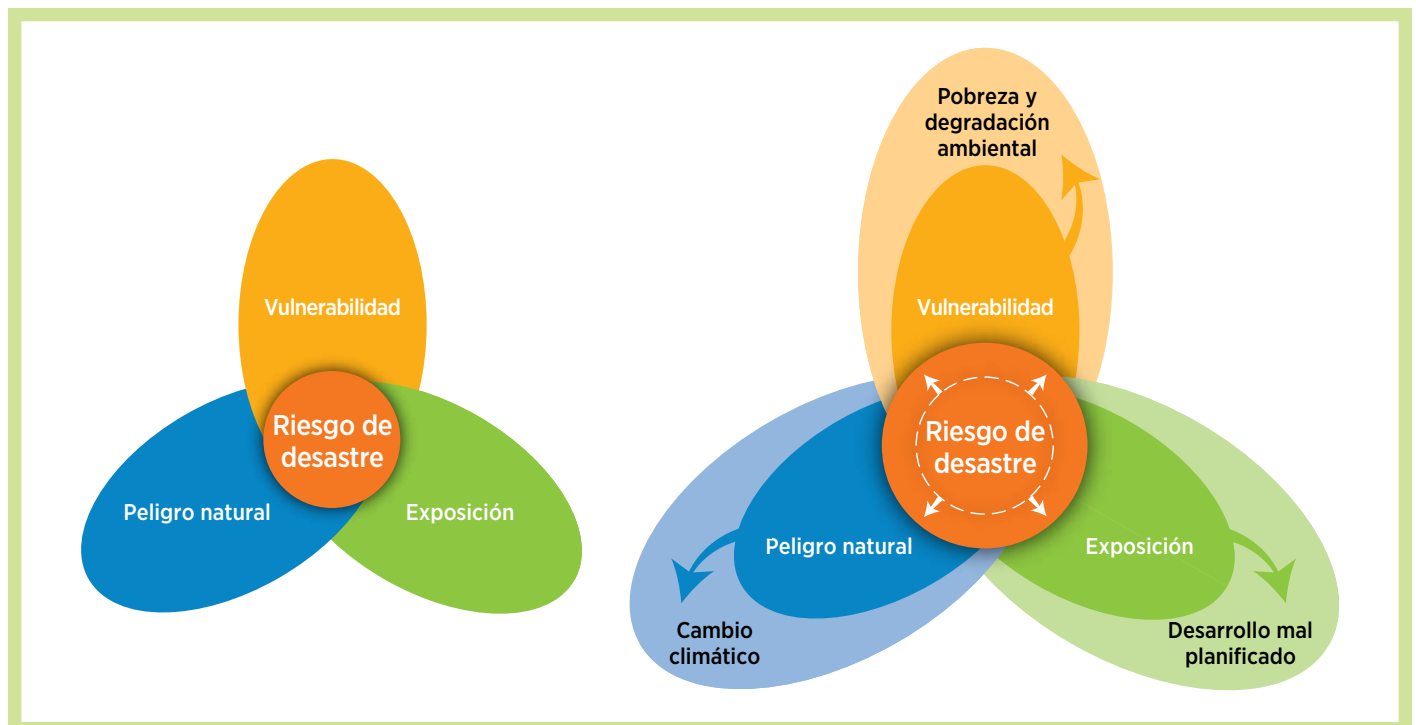 Vulnerabilidad
Riesgo de
desastre
Peligro natural
Exposición
Pobreza y
degradación
ambiental
Vulnerabilidad
Riesgo de
desastre
Peligro natural
Exposición
Cambio
climático
Desarrollo mal
planificado